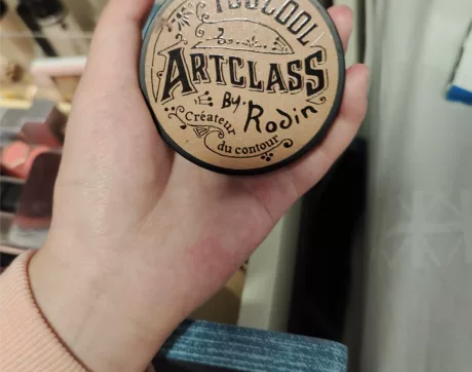 TOOCOOL
ARTCLASS
By. Rodin
Créateur
du contour